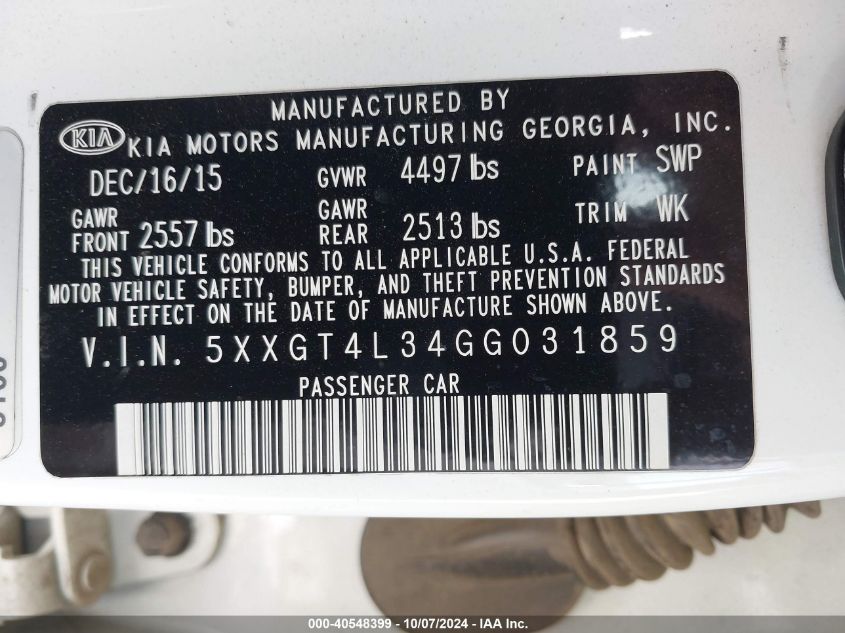 MANUFACTURED BY
KIA KIA MOTORS MANUFACTURING GEORGIA, INC.
DEC/16/15 GVWR 4497 lbs PAINT SWP
GAWR FRONT 2557 lbs GAWR REAR 2513 lbs TRIM WK
THIS VEHICLE CONFORMS TO ALL APPLICABLE U.S.A. FEDERAL
MOTOR VEHICLE SAFETY, BUMPER, AND THEFT PREVENTION STANDARDS
IN EFFECT ON THE DATE OF MANUFACTURE SHOWN ABOVE.
V.I.N. 5XXGT4L34GG031859
PASSENGER CAR
000-40548399 - 10/07/2024 - IAA Inc.